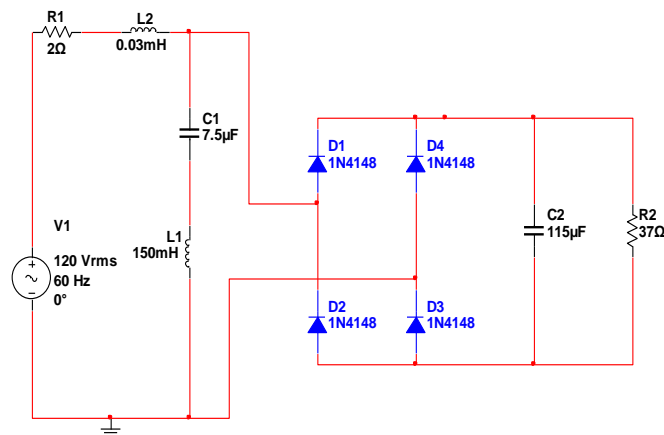 R1
2Ω
L2
0.03mH
C1
7.5µF
D1
1N4148
D4
1N4148
V1
120 Vrms
60 Hz
0°
L1
150mH
C2
115µF
R2
37Ω
D2
1N4148
D3
1N4148